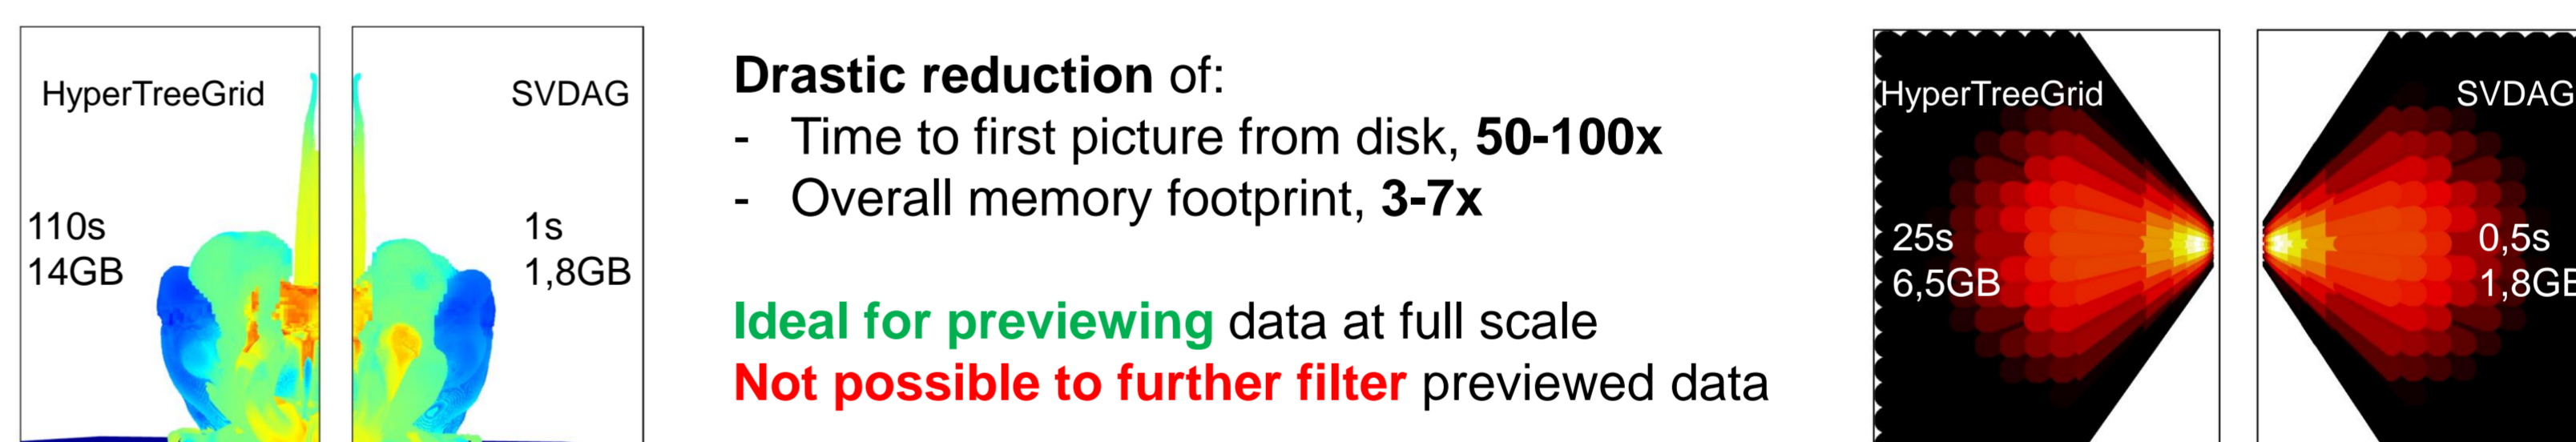 HyperTreeGrid
SVDAG
110s
14GB
1s
1,8GB
Drastic reduction of:
- Time to first picture from disk, 50-100x
- Overall memory footprint, 3-7x
Ideal for previewing data at full scale
Not possible to further filter previewed data
HyperTreeGrid
SVDAG
25s
6,5GB
0,5s
1,8GB